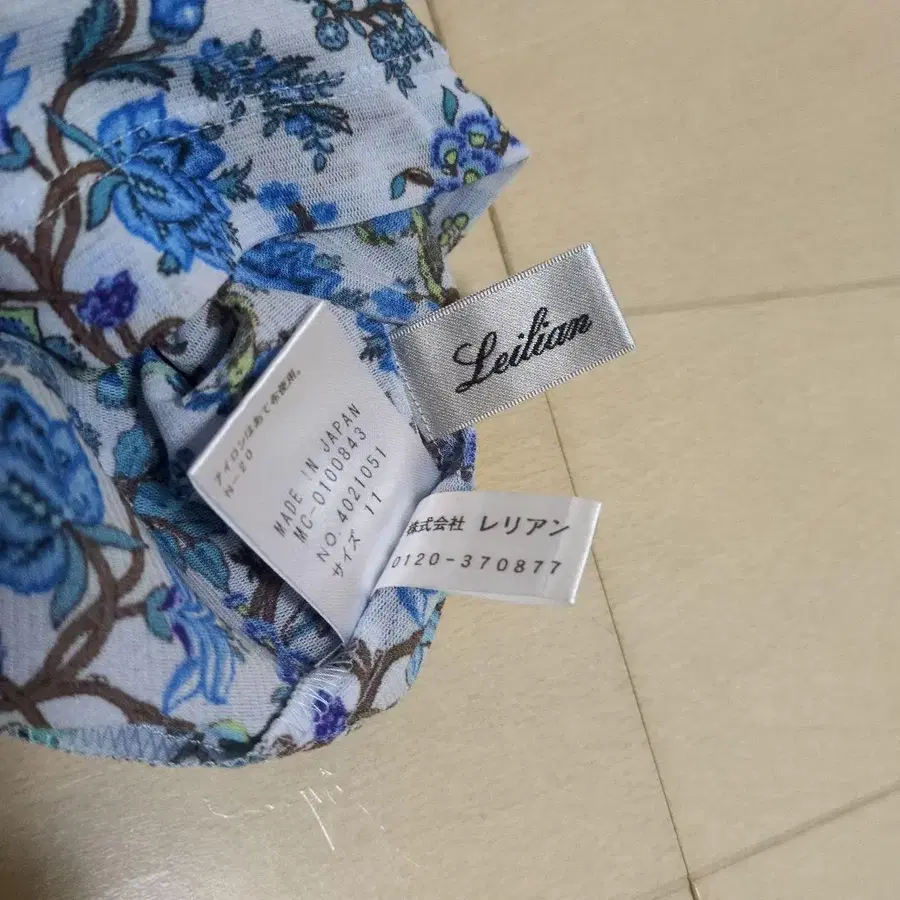 Leilian
アイロンはあて布使用。
N-20
MADE IN JAPAN
MC-0100843
NO. 4021051
サイズ 11
株式会社 レリアン
0120-370877